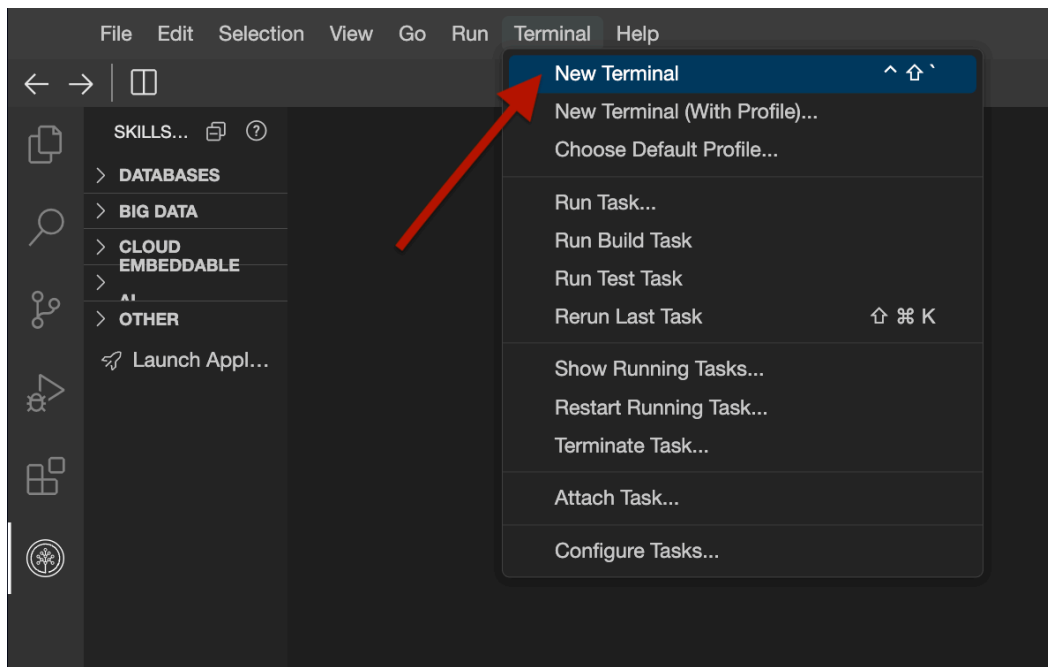 File Edit Selection View Go Run Terminal Help
New Terminal ^ ⇧ `
New Terminal (With Profile)...
Choose Default Profile...
Run Task...
Run Build Task
Run Test Task
Rerun Last Task ⇧ ⌘ K
Show Running Tasks...
Restart Running Task...
Terminate Task...
Attach Task...
Configure Tasks...
SKILLS...
DATABASES
BIG DATA
CLOUD
EMBEDDABLE
AI
OTHER
Launch Appl...